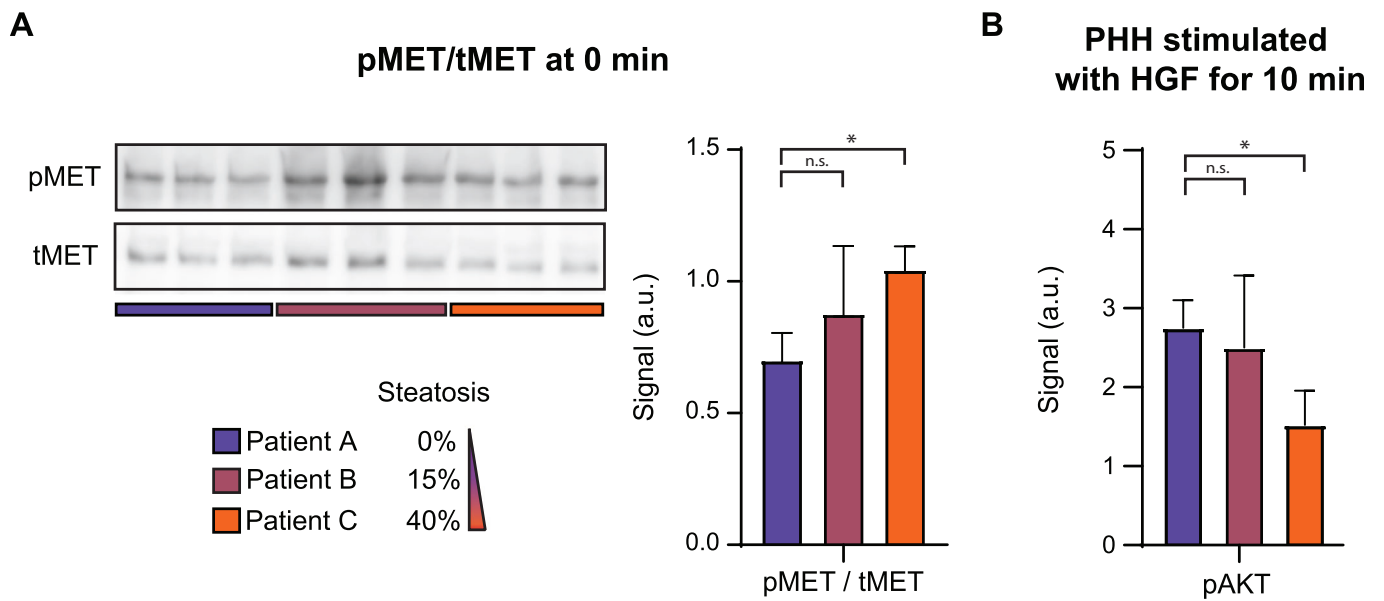 A
pMET/tMET at 0 min
pMET
tMET
Steatosis
Patient A 0%
Patient B 15%
Patient C 40%
Signal (a.u.)
1.5
1.0
0.5
0.0
*
n.s.
pMET / tMET
B
PHH stimulated
with HGF for 10 min
Signal (a.u.)
5
4
3
2
1
0
*
n.s.
pAKT